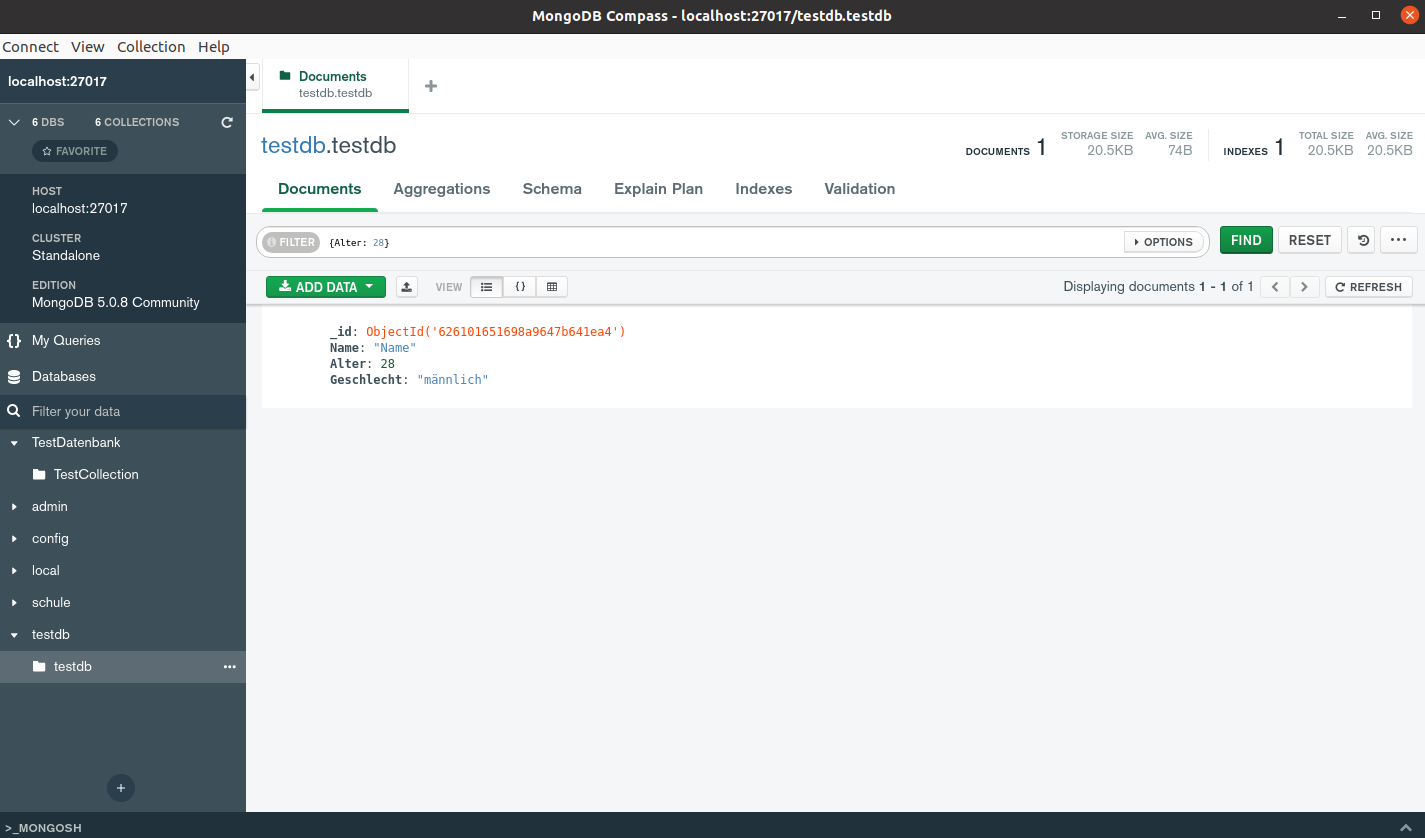 MongoDB Compass - localhost:27017/testdb.testdb
Connect View Collection Help
localhost:27017
6 DBS 6 COLLECTIONS
FAVORITE
HOST
localhost:27017
CLUSTER
Standalone
EDITION
MongoDB 5.0.8 Community
My Queries
Databases
Filter your data
TestDatenbank
TestCollection
admin
config
local
schule
testdb
testdb
>_MONGOSH
Documents
testdb.testdb
testdb.testdb
DOCUMENTS 1 STORAGE SIZE 20.5KB AVG. SIZE 74B INDEXES 1 TOTAL SIZE 20.5KB AVG. SIZE 20.5KB
Documents Aggregations Schema Explain Plan Indexes Validation
FILTER {Alter: 28} OPTIONS FIND RESET
ADD DATA VIEW {} Displaying documents 1 - 1 of 1 REFRESH
_id: ObjectId('626101651698a9647b641ea4')
Name: "Name"
Alter: 28
Geschlecht: "männlich"